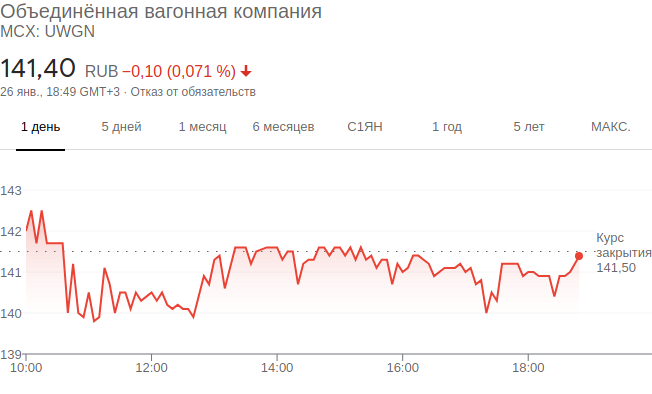 Объединённая вагонная компания
MCX: UWGN
141,40 RUB −0,10 (0,071 %)
26 янв., 18:49 GMT+3 · Отказ от обязательств
1 день 5 дней 1 месяц 6 месяцев С1ЯН 1 год 5 лет МАКС.
143
142
141
140
139
Курс
закрытия
141,50
10:00 12:00 14:00 16:00 18:00